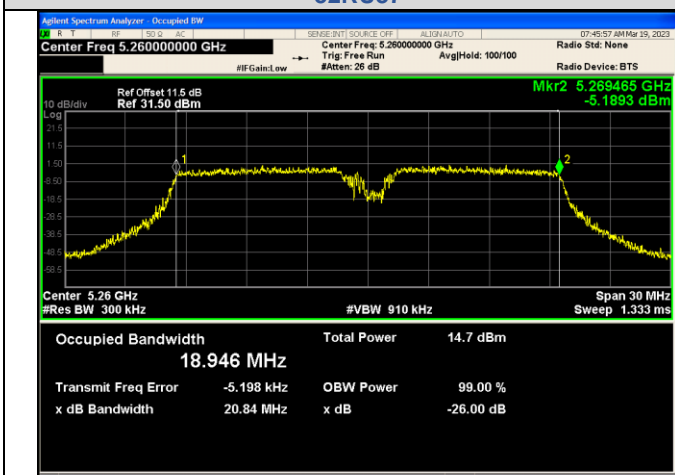 Agilent Spectrum Analyzer - Occupied BW
R T RF 50 Ω AC SENSE:INT SOURCE OFF ALIGN AUTO 07:45:57 AM Mar 19, 2023
Center Freq 5.260000000 GHz Center Freq: 5.260000000 GHz Radio Std: None
Trig: Free Run Avg|Hold: 100/100
#IFGain:Low #Atten: 26 dB Radio Device: BTS
Mkr2 5.269465 GHz
Ref Offset 11.5 dB
10 dB/div Ref 31.50 dBm -5.1893 dBm
Log
21.5
11.5
1.50
-8.50
-18.5
-28.5
-38.5
-48.5
-58.5
1
2
Center 5.26 GHz Span 30 MHz
#Res BW 300 kHz #VBW 910 kHz Sweep 1.333 ms
Occupied Bandwidth Total Power 14.7 dBm
18.946 MHz
Transmit Freq Error -5.198 kHz OBW Power 99.00 %
x dB Bandwidth 20.84 MHz x dB -26.00 dB